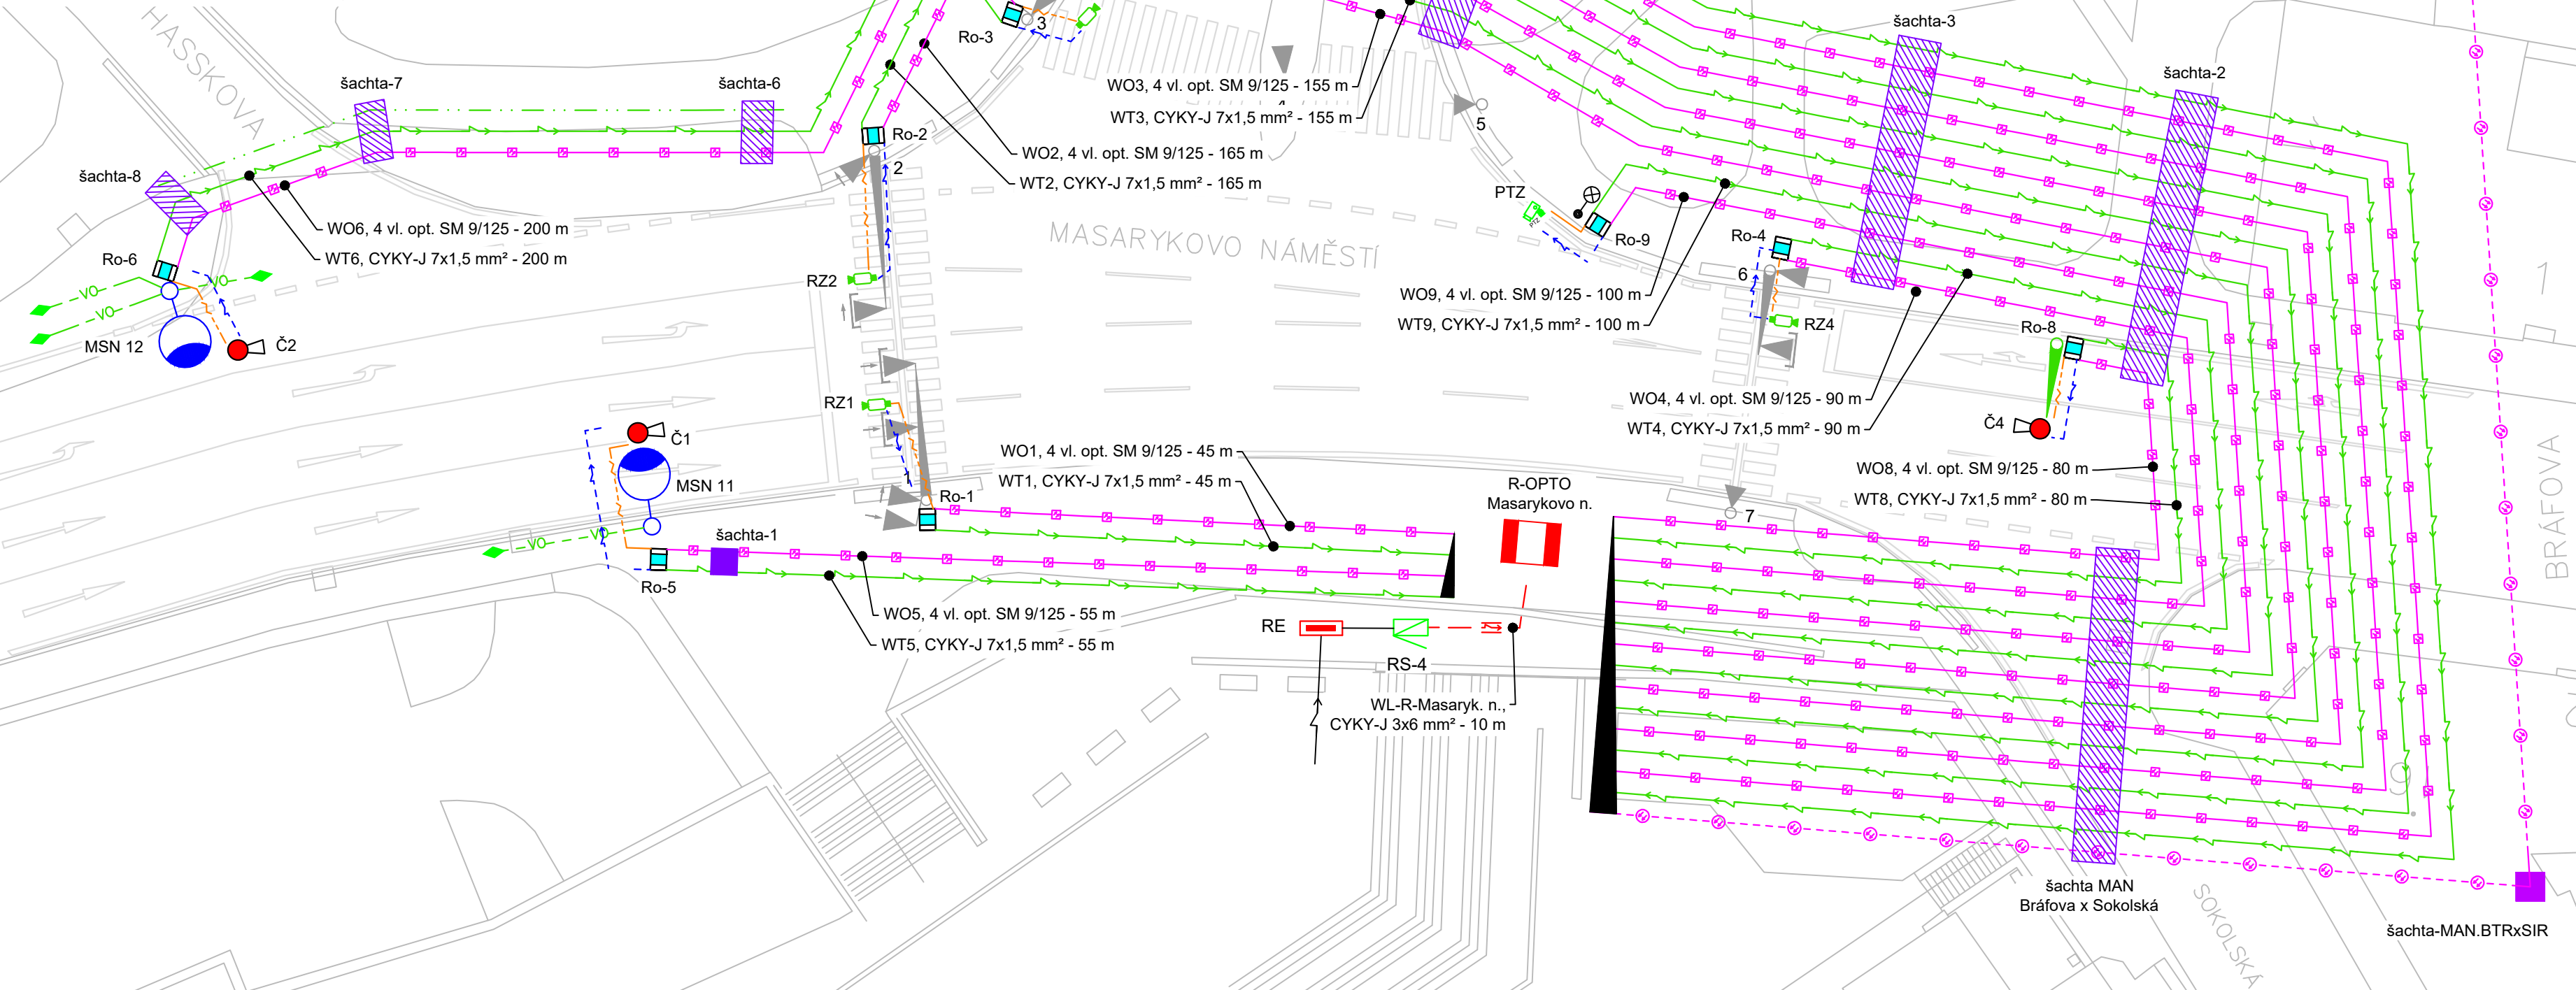 HASSKOVA
šachta-7
šachta-6
šachta-8
Ro-3
3
Ro-2
2
WO3, 4 vl. opt. SM 9/125 - 155 m
WT3, CYKY-J 7x1,5 mm² - 155 m
WO2, 4 vl. opt. SM 9/125 - 165 m
WT2, CYKY-J 7x1,5 mm² - 165 m
šachta-3
šachta-2
5
PTZ
PTZ
Ro-9
Ro-4
6
WO6, 4 vl. opt. SM 9/125 - 200 m
WT6, CYKY-J 7x1,5 mm² - 200 m
Ro-6
VO
VO
VO
MSN 12
Č2
MASARYKOVO NÁMĚSTÍ
RZ2
RZ1
WO9, 4 vl. opt. SM 9/125 - 100 m
WT9, CYKY-J 7x1,5 mm² - 100 m
RZ4
Ro-8
Č4
WO4, 4 vl. opt. SM 9/125 - 90 m
WT4, CYKY-J 7x1,5 mm² - 90 m
Č1
MSN 11
WO1, 4 vl. opt. SM 9/125 - 45 m
WT1, CYKY-J 7x1,5 mm² - 45 m
1
Ro-1
R-OPTO
Masarykovo n.
7
WO8, 4 vl. opt. SM 9/125 - 80 m
WT8, CYKY-J 7x1,5 mm² - 80 m
BRÁFOVA
VO
VO
šachta-1
Ro-5
WO5, 4 vl. opt. SM 9/125 - 55 m
WT5, CYKY-J 7x1,5 mm² - 55 m
RE
RS-4
WL-R-Masaryk. n.,
CYKY-J 3x6 mm² - 10 m
šachta MAN
Bráfova x Sokolská
SOKOLSKÁ
šachta-MAN.BTRxSIR